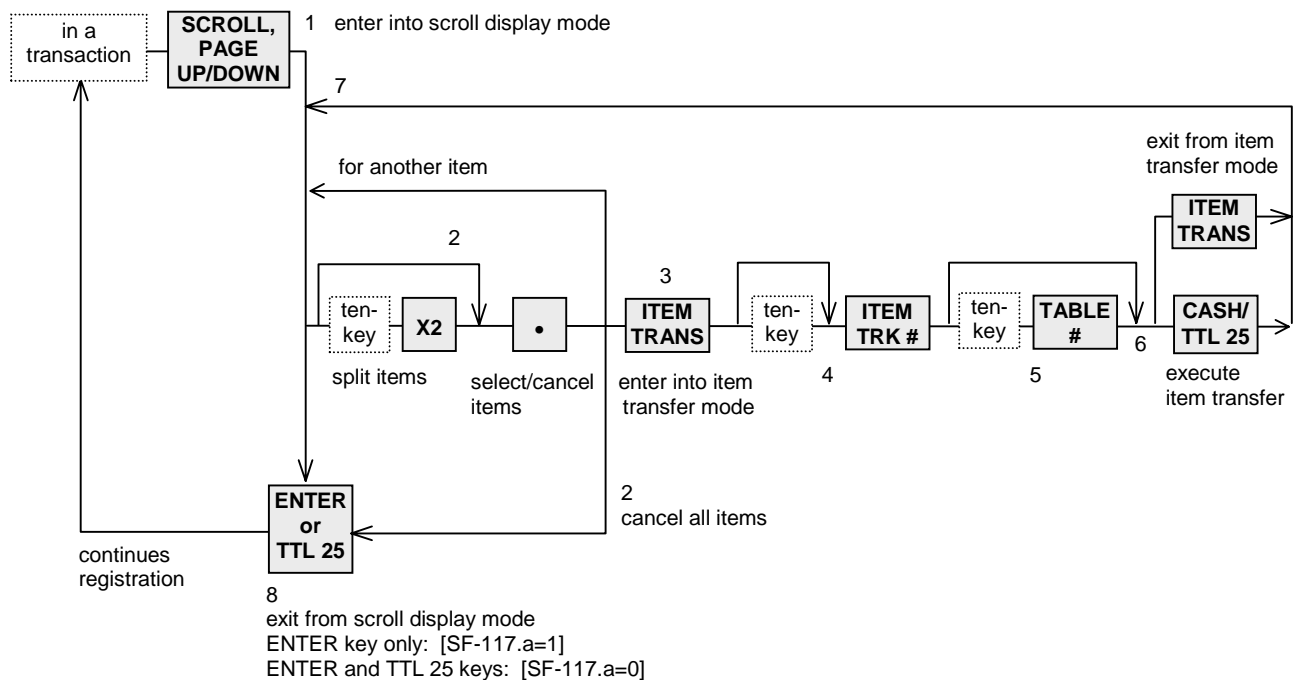 in a
transaction
SCROLL,
PAGE
UP/DOWN
1 enter into scroll display mode
7
for another item
exit from item
transfer mode
ITEM
TRANS
2
3
ten-
key
X2
•
ITEM
TRANS
ten-
key
ITEM
TRK #
ten-
key
TABLE
#
CASH/
TTL 25
split items
select/cancel
items
enter into item
transfer mode
4
5
6
execute
item transfer
ENTER
or
TTL 25
2
cancel all items
continues
registration
8
exit from scroll display mode
ENTER key only: [SF-117.a=1]
ENTER and TTL 25 keys: [SF-117.a=0]